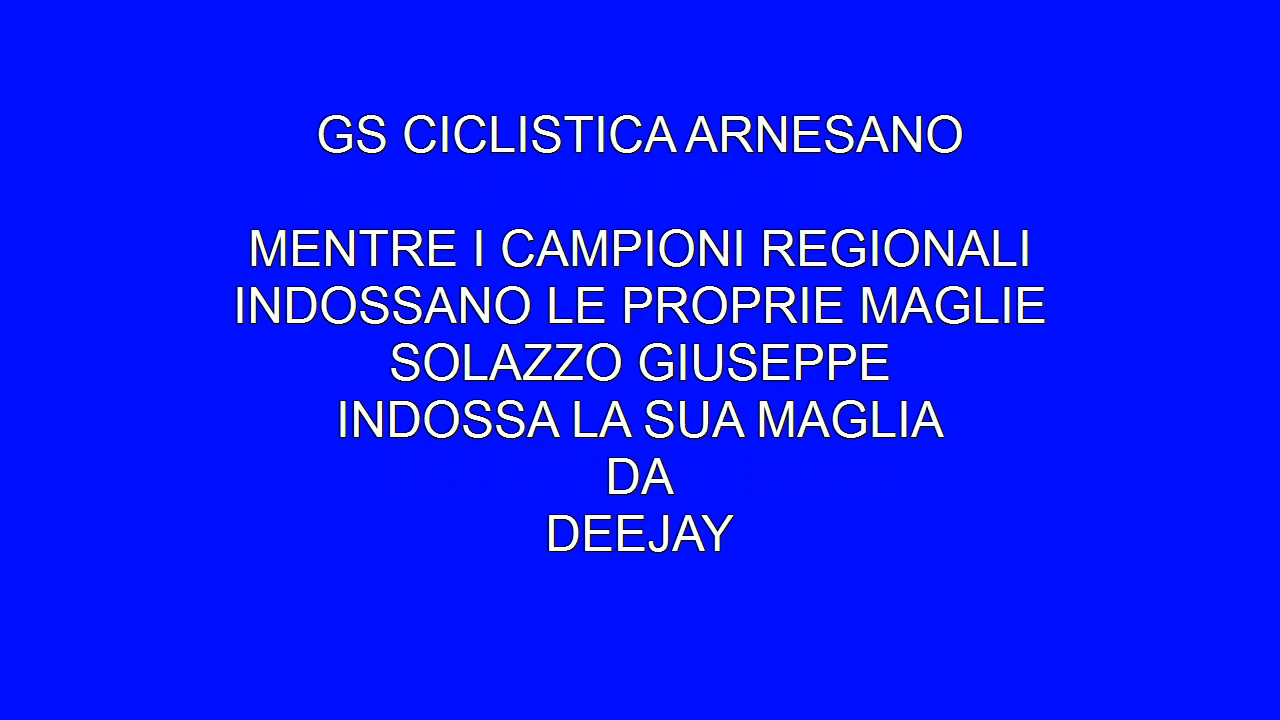 GS CICLISTICA ARNESANO
MENTRE I CAMPIONI REGIONALI
INDOSSANO LE PROPRIE MAGLIE
SOLAZZO GIUSEPPE
INDOSSA LA SUA MAGLIA
DA
DEEJAY